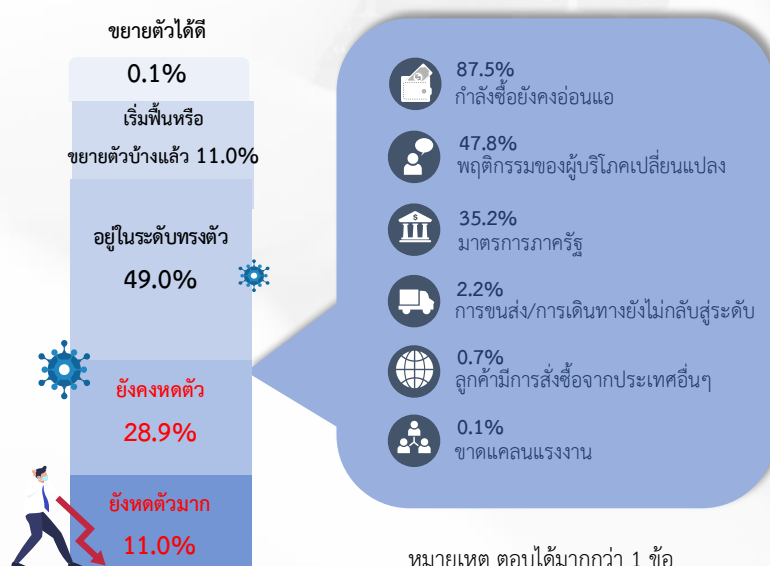 ขยายตัวได้ดี
0.1%
เริ่มฟื้นหรือ
ขยายตัวบ้างแล้ว 11.0%
อยู่ในระดับทรงตัว
49.0%
ยังคงหดตัว
28.9%
ยังหดตัวมาก
11.0%
87.5%
กำลังซื้อยังคงอ่อนแอ
47.8%
พฤติกรรมของผู้บริโภคเปลี่ยนแปลง
35.2%
มาตรการภาครัฐ
2.2%
การขนส่ง/การเดินทางยังไม่กลับสู่ระดับ
0.7%
ลูกค้ามีการสั่งซื้อจากประเทศอื่นๆ
0.1%
ขาดแคลนแรงงาน
หมายเหตุ ตอบได้มากกว่า 1 ข้อ